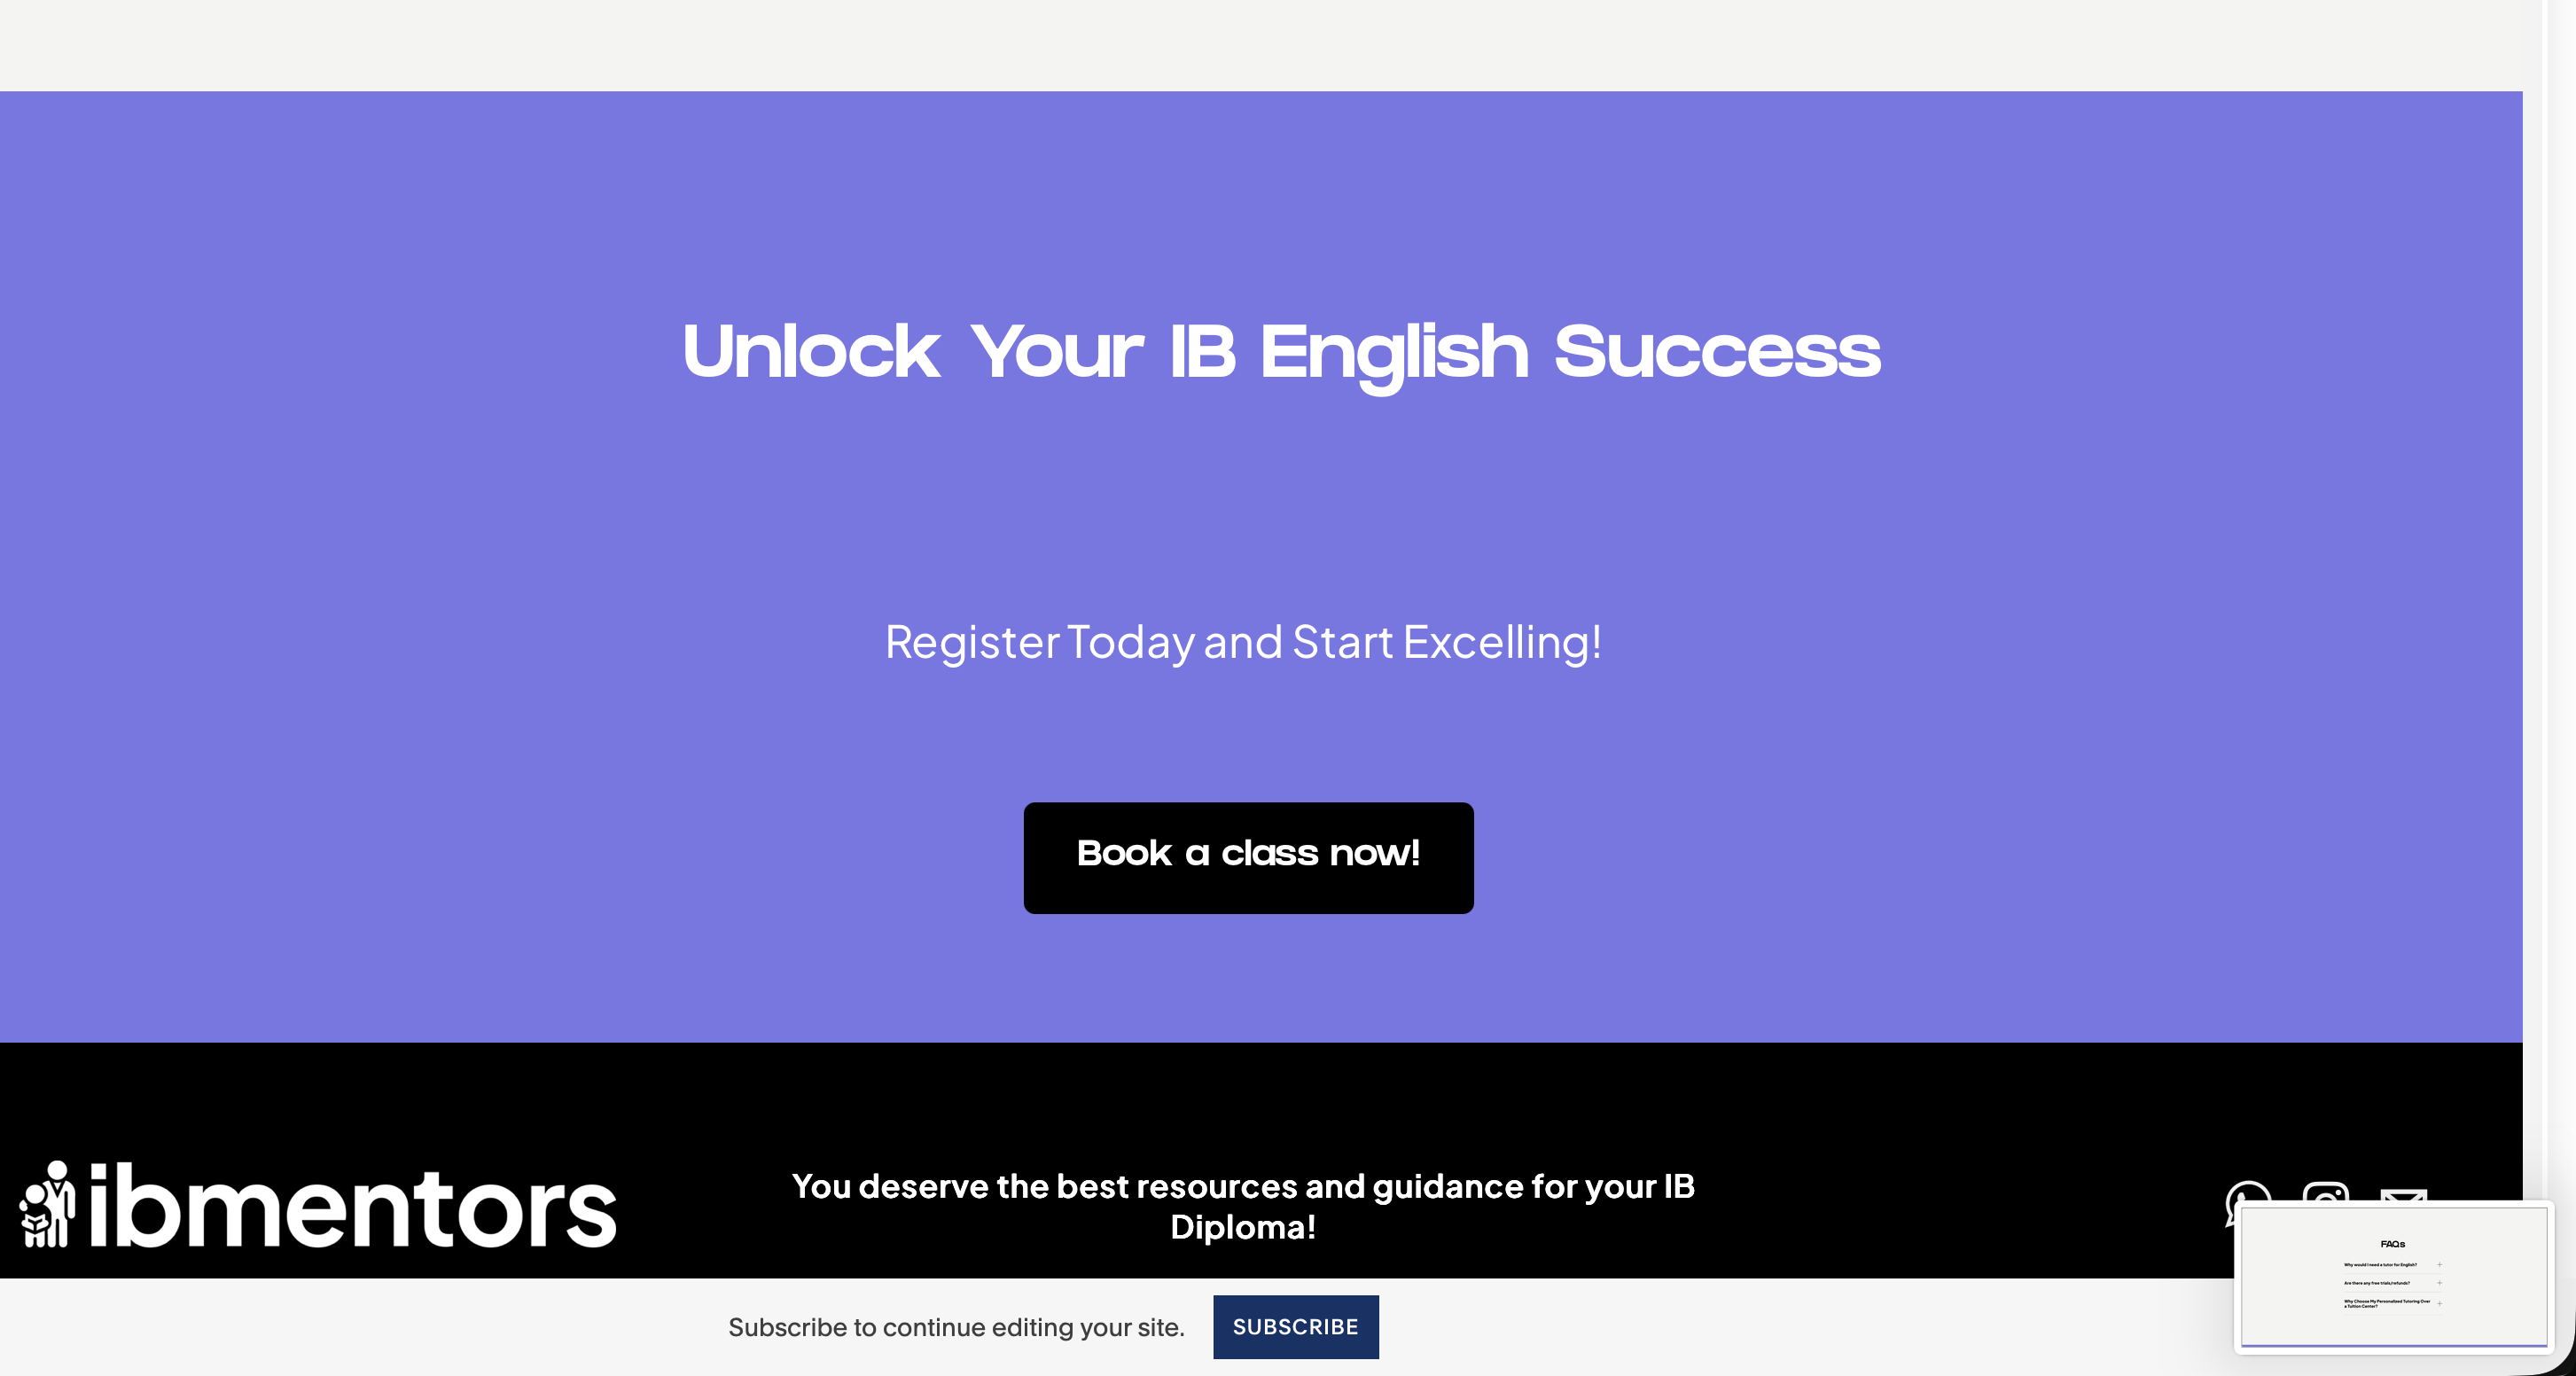 Unlock Your IB English Success
Register Today and Start Excelling!
Book a class now!
ibmentors
You deserve the best resources and guidance for your IB
Diploma!
FAQs
Why would I need a tutor for English?
Are there any free trials/refunds?
Why Choose My Personalized Tutoring Over
a Tuition Center?
Subscribe to continue editing your site.
SUBSCRIBE